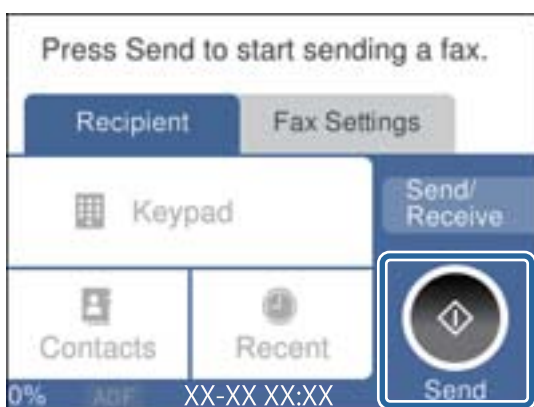 Press Send to start sending a fax.
Recipient
Fax Settings
Keypad
Send/
Receive
Contacts
Recent
0%
ADF
XX-XX XX:XX
Send